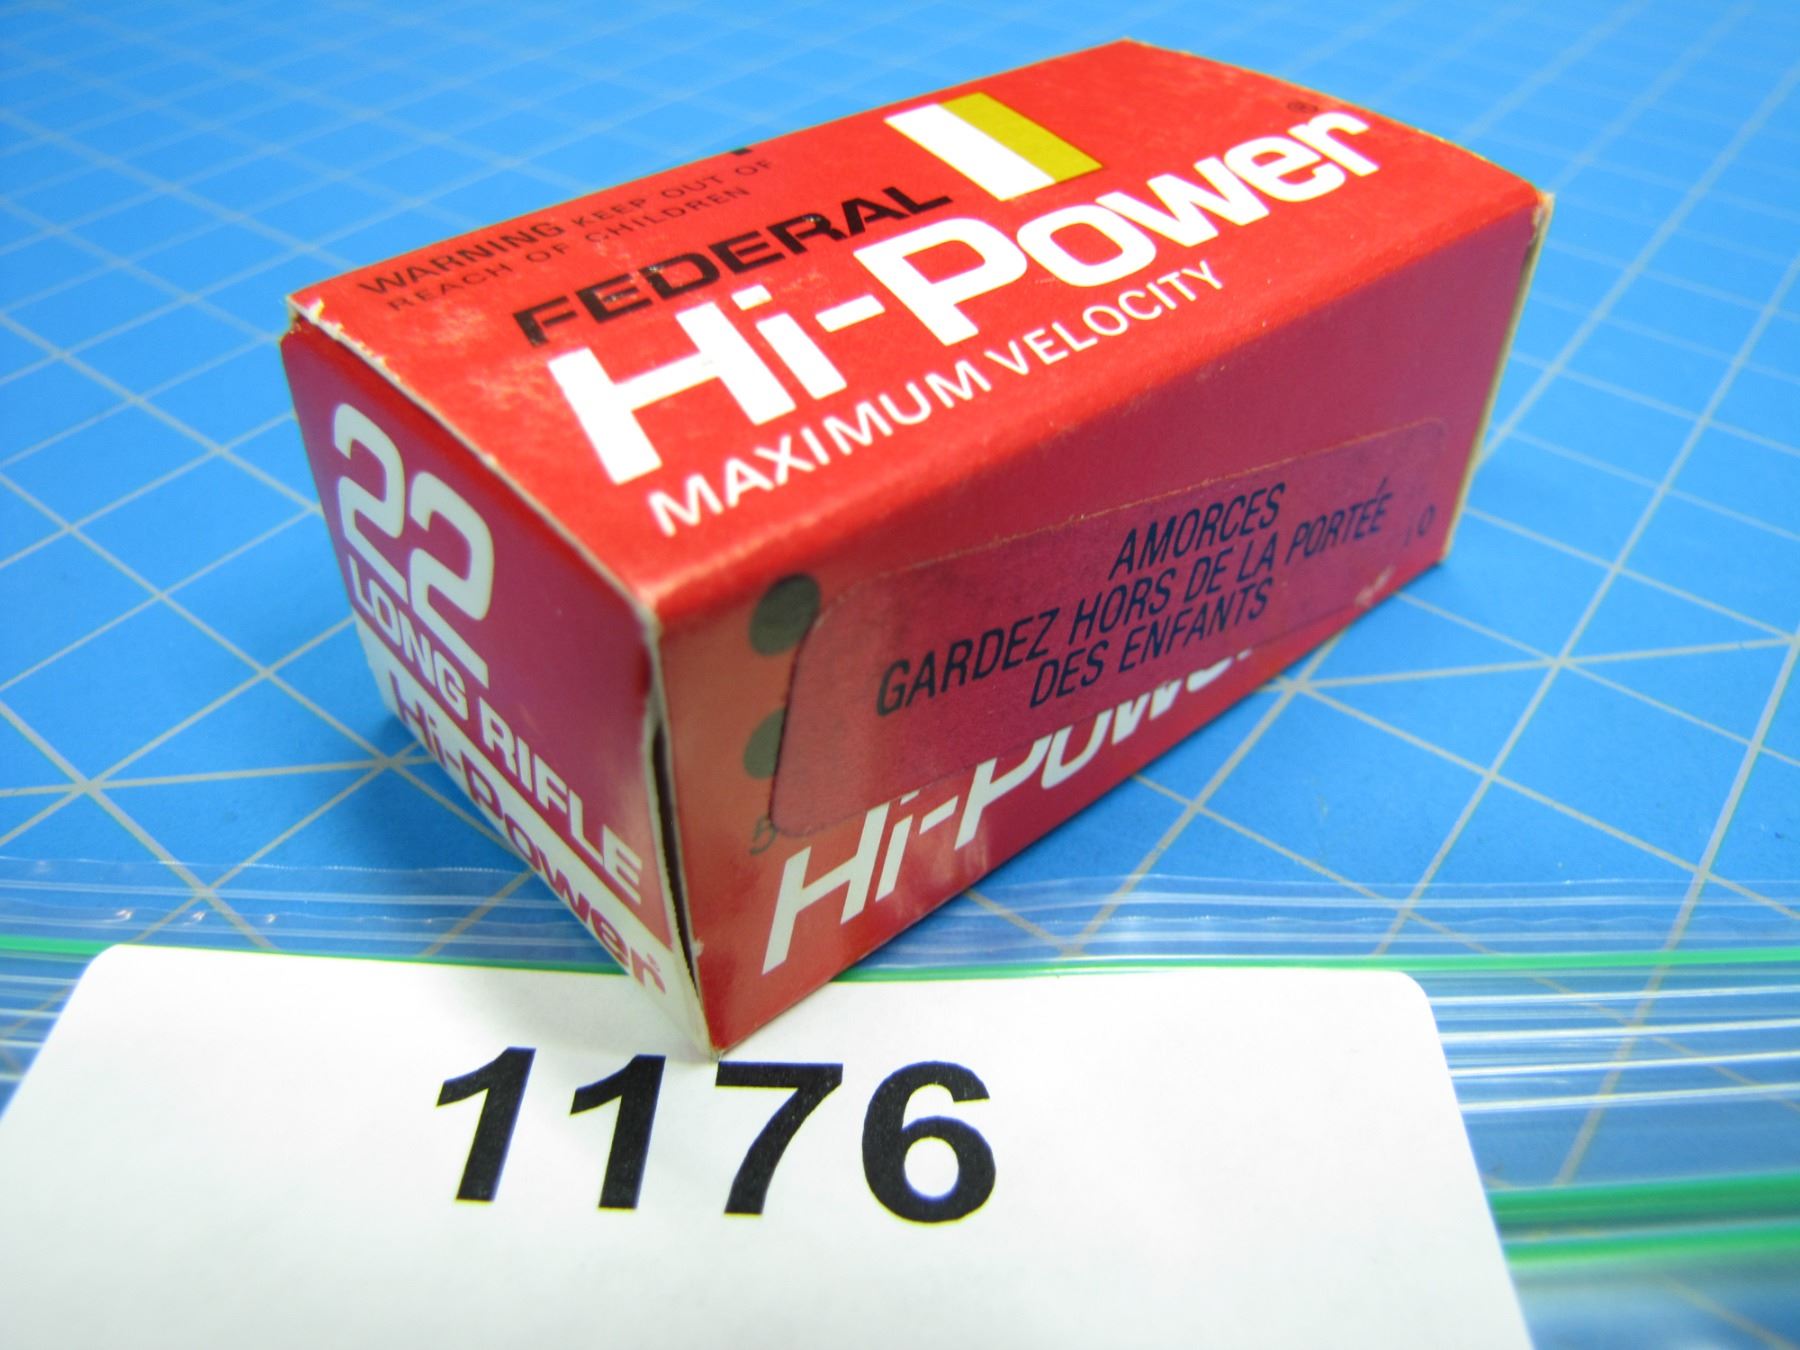 WARNING KEEP OUT OF
REACH OF CHILDREN
FEDERAL
Hi-Power®
MAXIMUM VELOCITY
22
LONG RIFLE
Hi-Power
AMORCES
GARDEZ HORS DE LA PORTÉE
DES ENFANTS
Hi-Power
1176